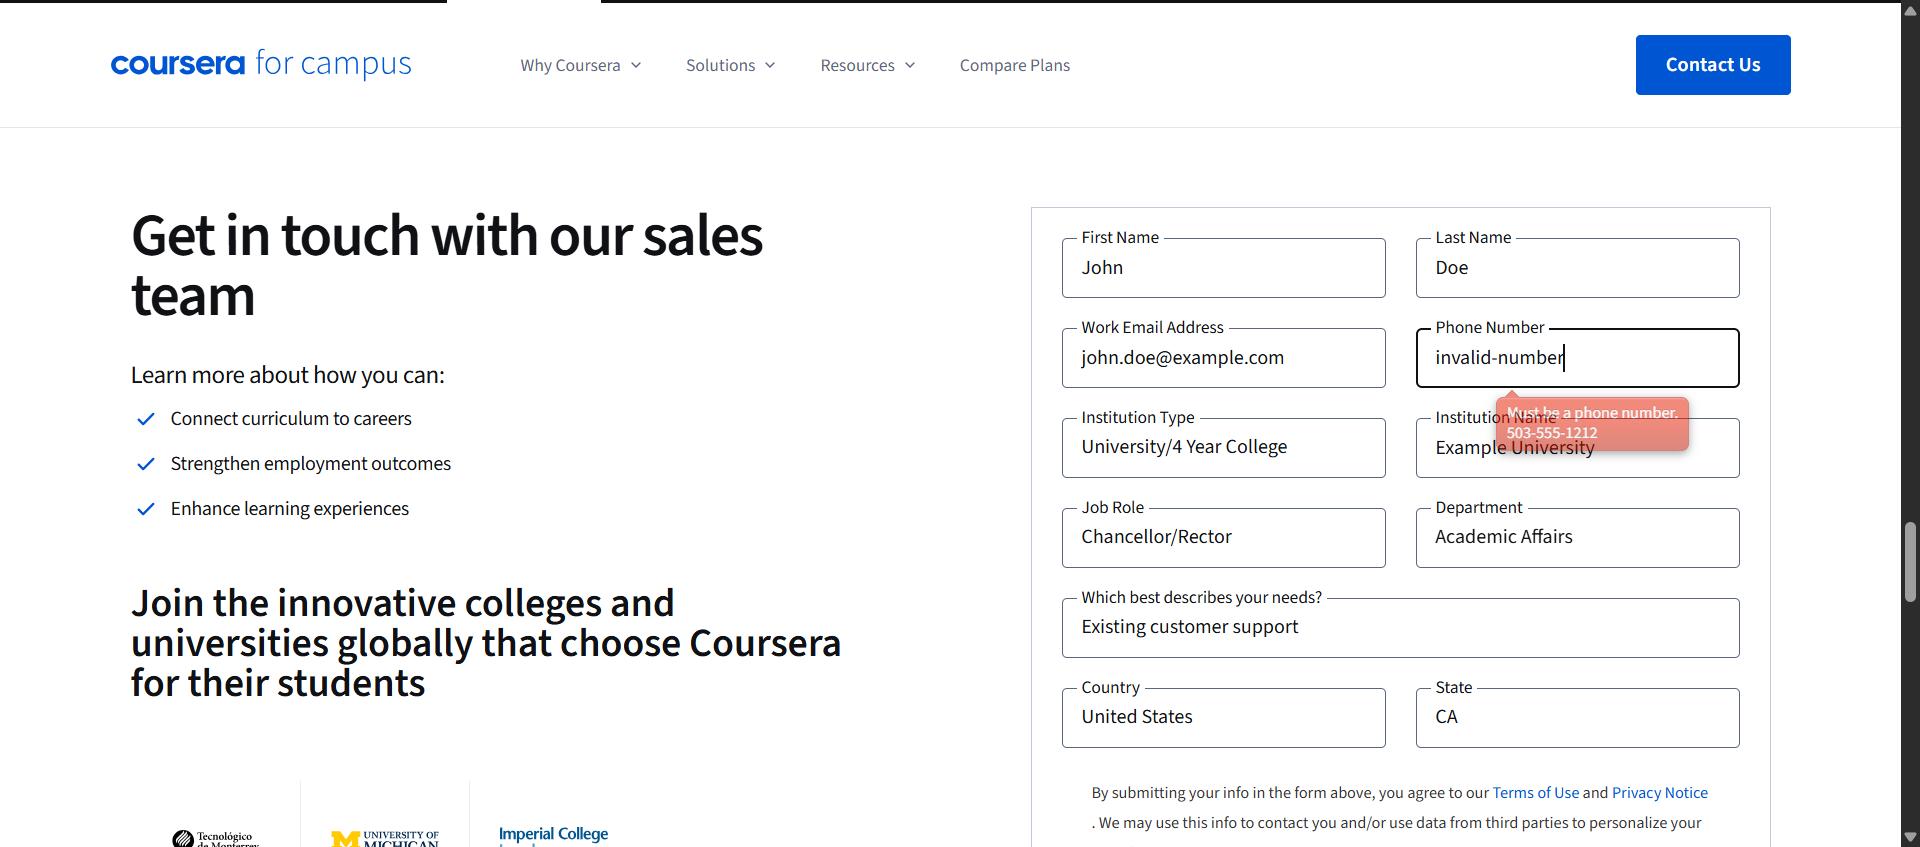 coursera for campus
Why Coursera
Solutions
Resources
Compare Plans
Contact Us
Get in touch with our sales
team
Learn more about how you can:
Connect curriculum to careers
Strengthen employment outcomes
Enhance learning experiences
Join the innovative colleges and
universities globally that choose Coursera
for their students
Tecnológico
de Monterrey
UNIVERSITY OF
MICHIGAN
Imperial College
First Name
John
Last Name
Doe
Work Email Address
john.doe@example.com
Phone Number
invalid-number
Must be a phone number.
503-555-1212
Institution Type
University/4 Year College
Institution Name
Example University
Job Role
Chancellor/Rector
Department
Academic Affairs
Which best describes your needs?
Existing customer support
Country
United States
State
CA
By submitting your info in the form above, you agree to our Terms of Use and Privacy Notice
. We may use this info to contact you and/or use data from third parties to personalize your